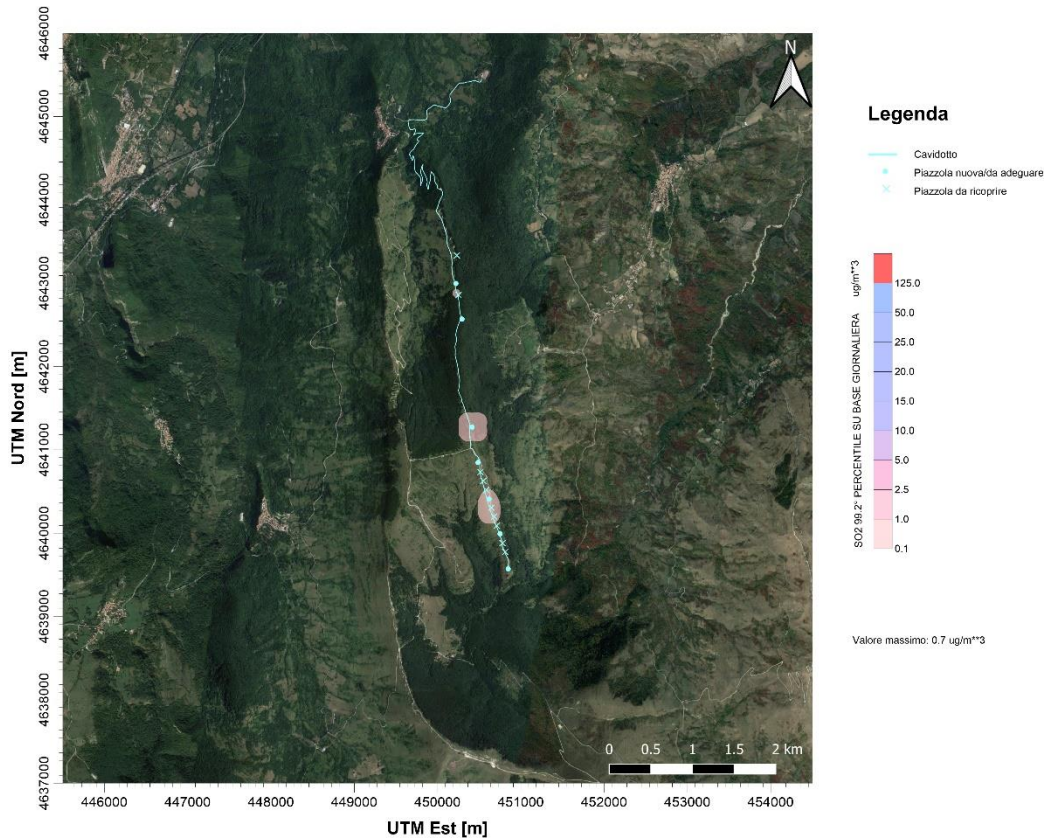 N
Legenda
Cavidotto
Piazzola nuova/da adeguare
Piazzola da ricoprire
SO2 99.2° PERCENTILE SU BASE GIORNALIERA ug/m**3
125.0
50.0
25.0
20.0
15.0
10.0
5.0
2.5
1.0
0.1
Valore massimo: 0.7 ug/m**3
UTM Nord [m]
4646000
4645000
4644000
4643000
4642000
4641000
4640000
4639000
4638000
4637000
0 0.5 1 1.5 2 km
446000 447000 448000 449000 450000 451000 452000 453000 454000
UTM Est [m]